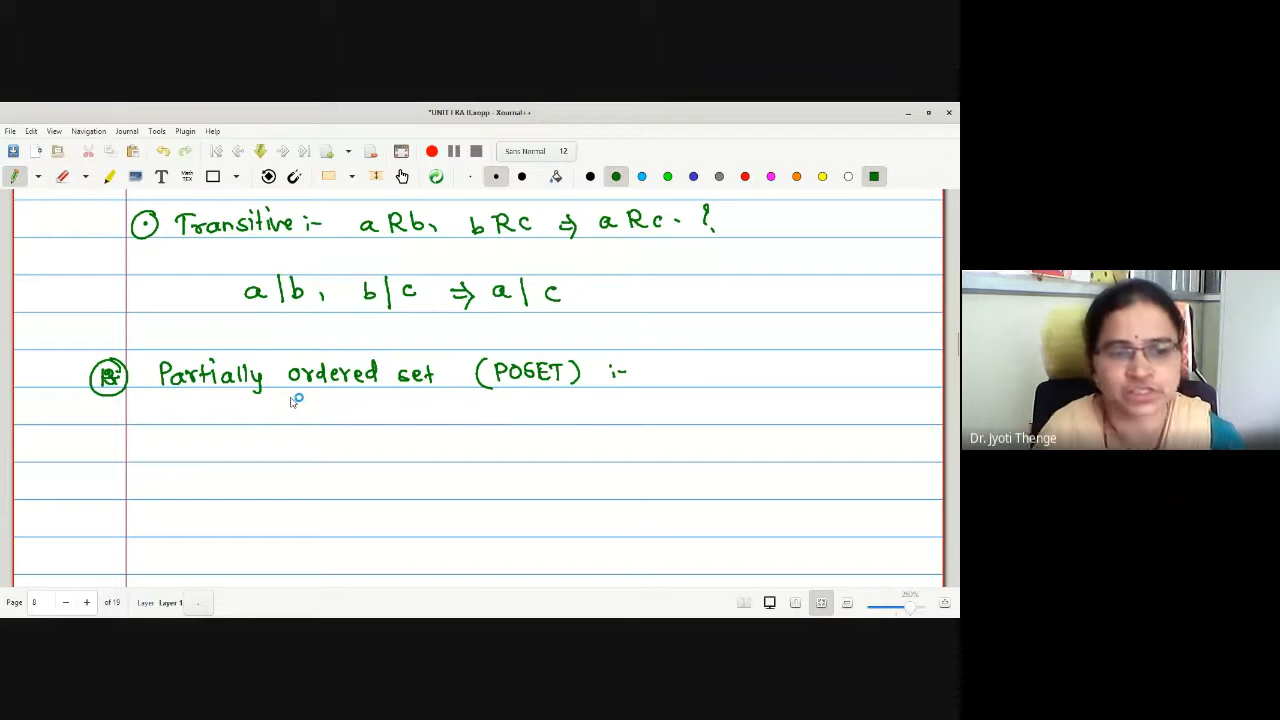 *UNIT I RA II.xopp - Xournal++
File Edit View Navigation Journal Tools Plugin Help
Sans Normal 12
Transitive :- aRb, bRc ⇒ aRc. ?
a|b, b|c ⇒ a|c
Partially ordered set (POSET) :-
Dr. Jyoti Thenge
Page 8 of 19 Layer Layer 1 260%